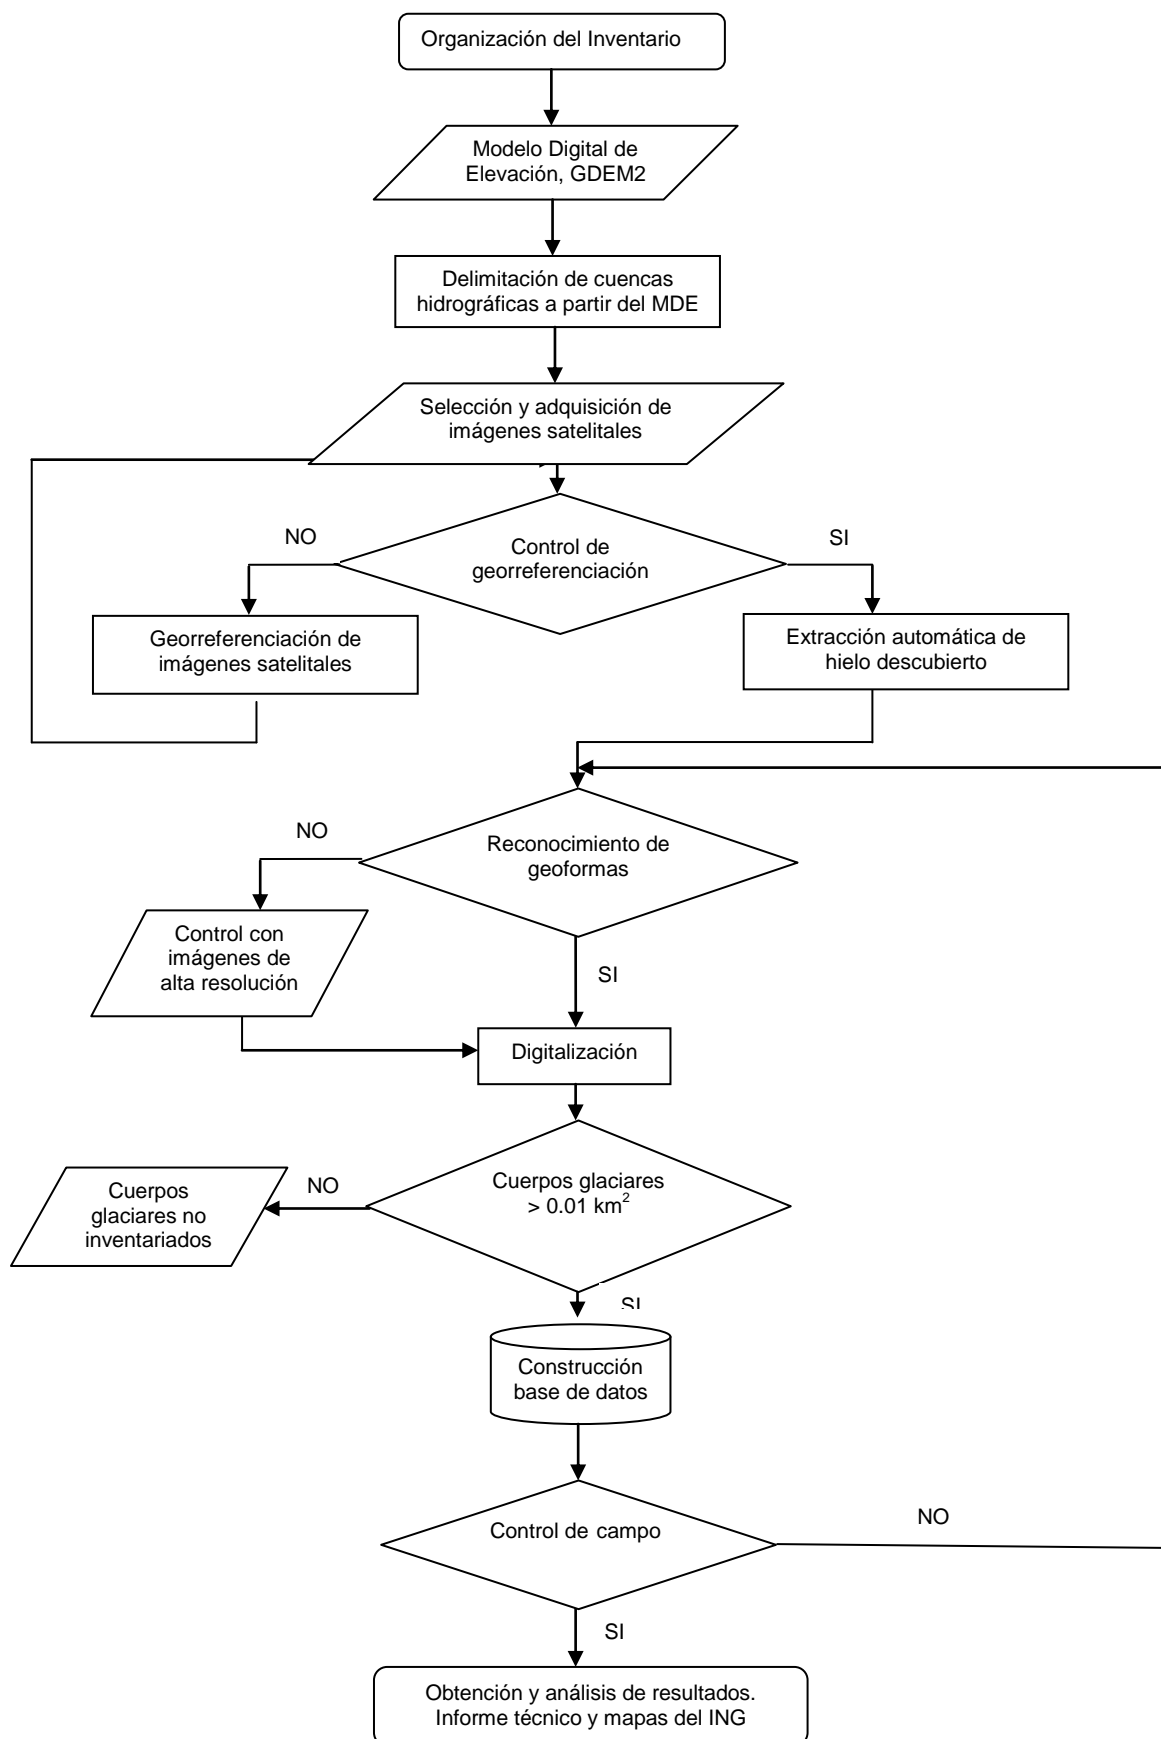 Organización del Inventario
Modelo Digital de
Elevación, GDEM2
Delimitación de cuencas
hidrográficas a partir del MDE
Selección y adquisición de
imágenes satelitales
NO
SI
Control de
georreferenciación
Georreferenciación de
imágenes satelitales
Extracción automática de
hielo descubierto
NO
Reconocimiento de
geoformas
Control con
imágenes de
alta resolución
SI
Digitalización
Cuerpos
glaciares no
inventariados
NO
Cuerpos glaciares
> 0.01 km²
SI
Construcción
base de datos
Control de campo
NO
SI
Obtención y análisis de resultados.
Informe técnico y mapas del ING